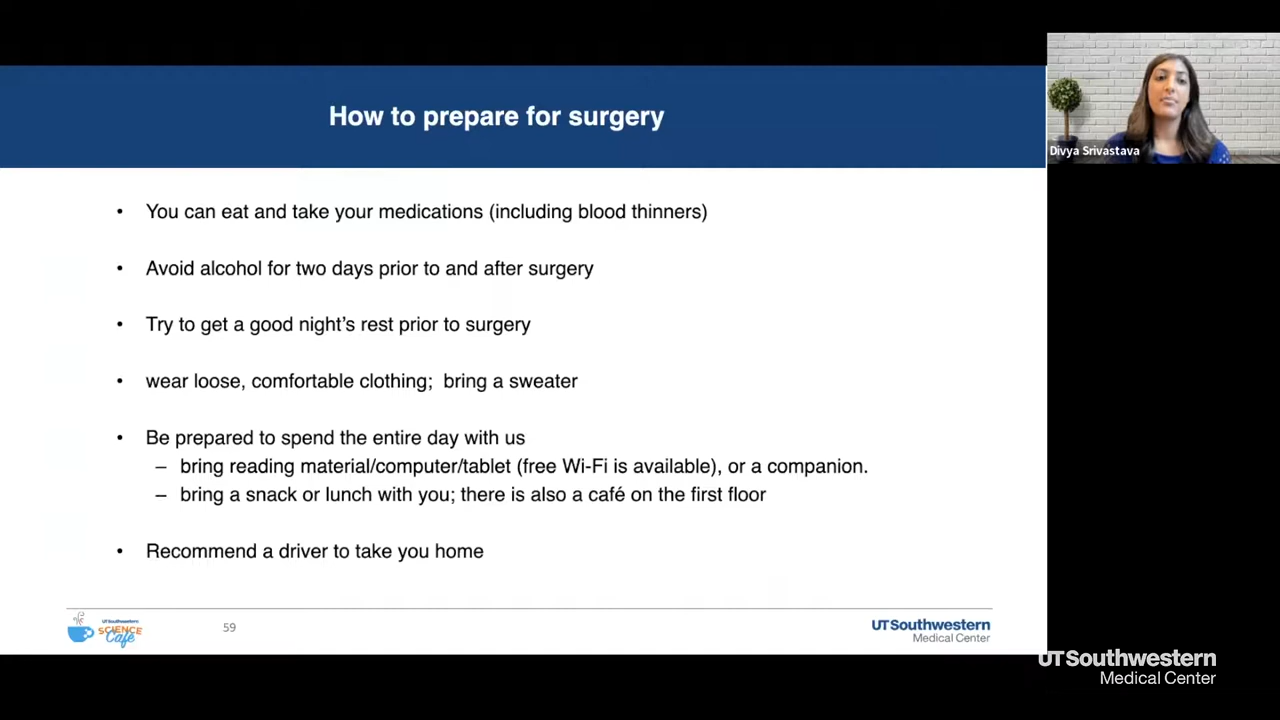 How to prepare for surgery
Divya Srivastava
• You can eat and take your medications (including blood thinners)
• Avoid alcohol for two days prior to and after surgery
• Try to get a good night’s rest prior to surgery
• wear loose, comfortable clothing;  bring a sweater
• Be prepared to spend the entire day with us
– bring reading material/computer/tablet (free Wi-Fi is available), or a companion.
– bring a snack or lunch with you; there is also a café on the first floor
• Recommend a driver to take you home
UT Southwestern
SCIENCE
Café
59
UTSouthwestern
Medical Center
UTSouthwestern
Medical Center